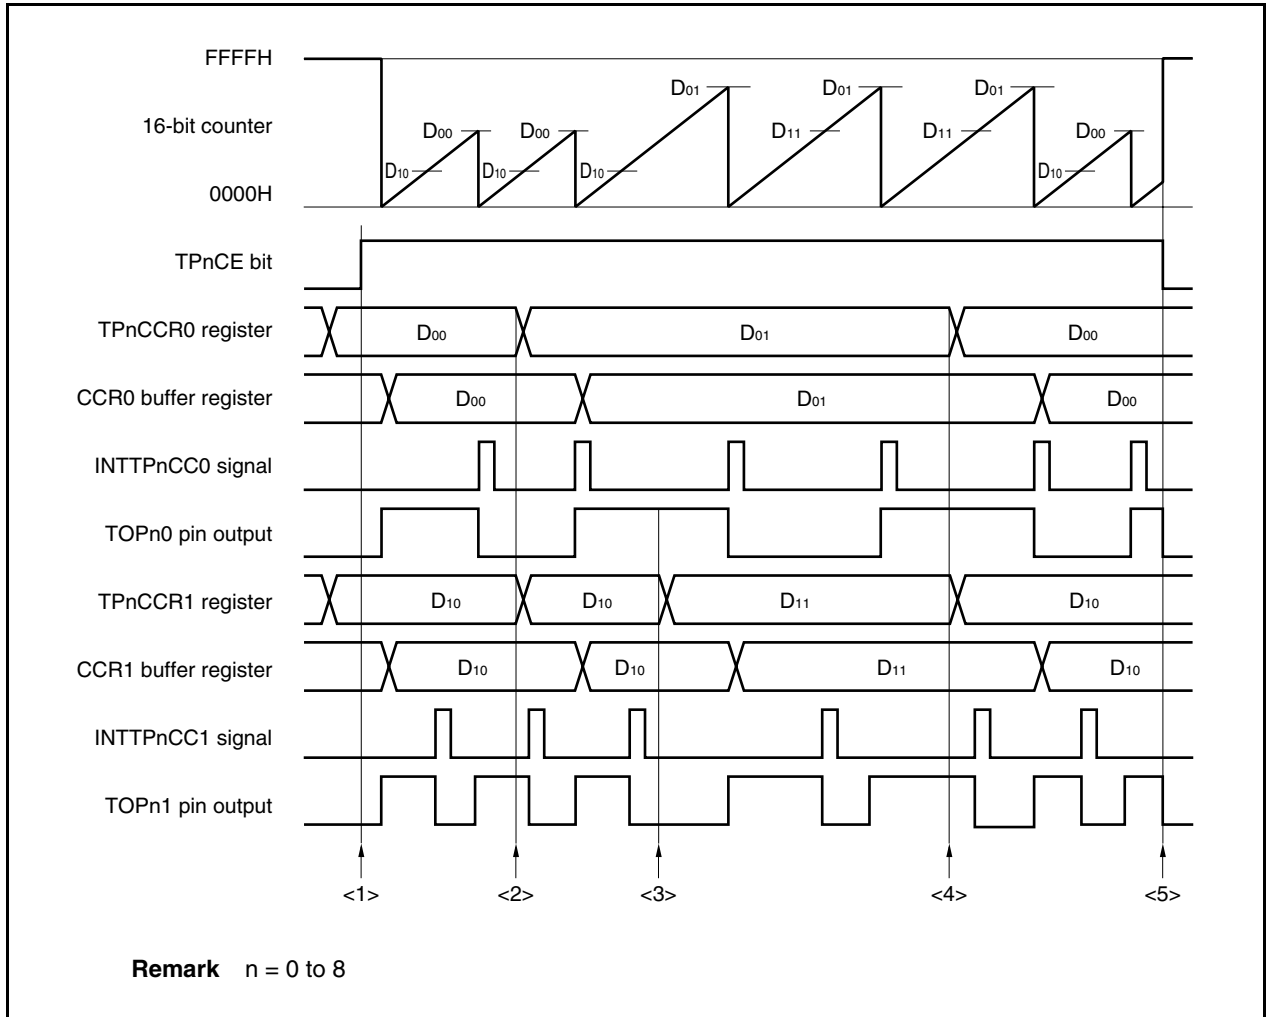 FFFFH
D01 D01 D01
16-bit counter
D00 D00 D11 D11 D00
D10 D10 D10 D10
0000H
TPnCE bit
TPnCCR0 register D00 D01 D00
CCR0 buffer register D00 D01 D00
INTTPnCC0 signal
TOPn0 pin output
TPnCCR1 register D10 D10 D11 D10
CCR1 buffer register D10 D10 D11 D10
INTTPnCC1 signal
TOPn1 pin output
<1> <2> <3> <4> <5>
Remark n = 0 to 8